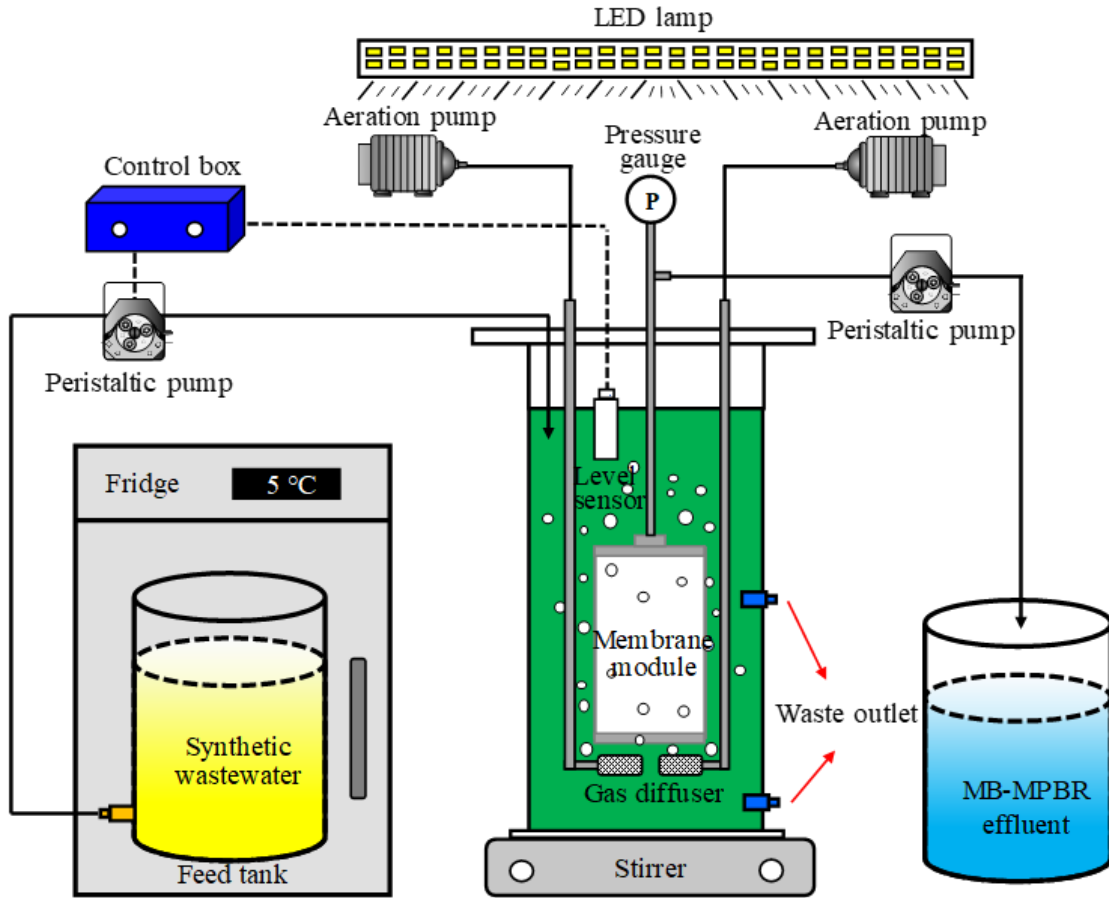 LED lamp
Aeration pump
Aeration pump
Pressure
gauge
P
Control box
Peristaltic pump
Peristaltic pump
Fridge
5 °C
Level
sensor
Membrane
module
Waste outlet
Synthetic
wastewater
Gas diffuser
MB-MPBR
effluent
Feed tank
Stirrer